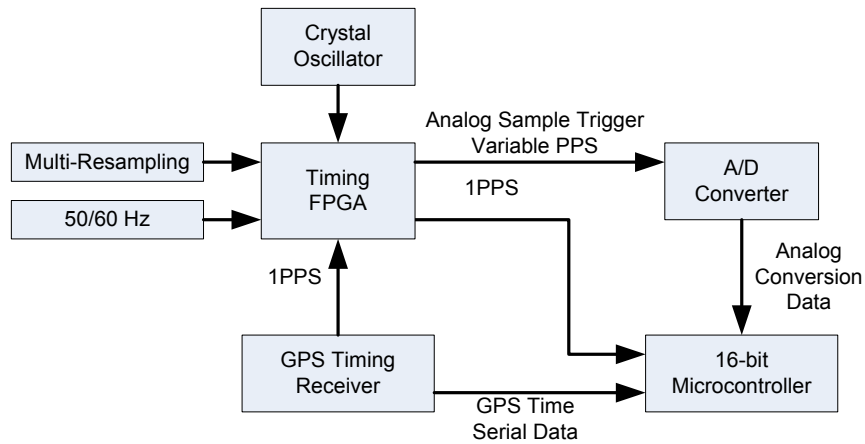 Crystal
Oscillator
Analog Sample Trigger
Variable PPS
Multi-Resampling
Timing
FPGA
1PPS
A/D
Converter
50/60 Hz
1PPS
Analog
Conversion
Data
GPS Timing
Receiver
16-bit
Microcontroller
GPS Time
Serial Data